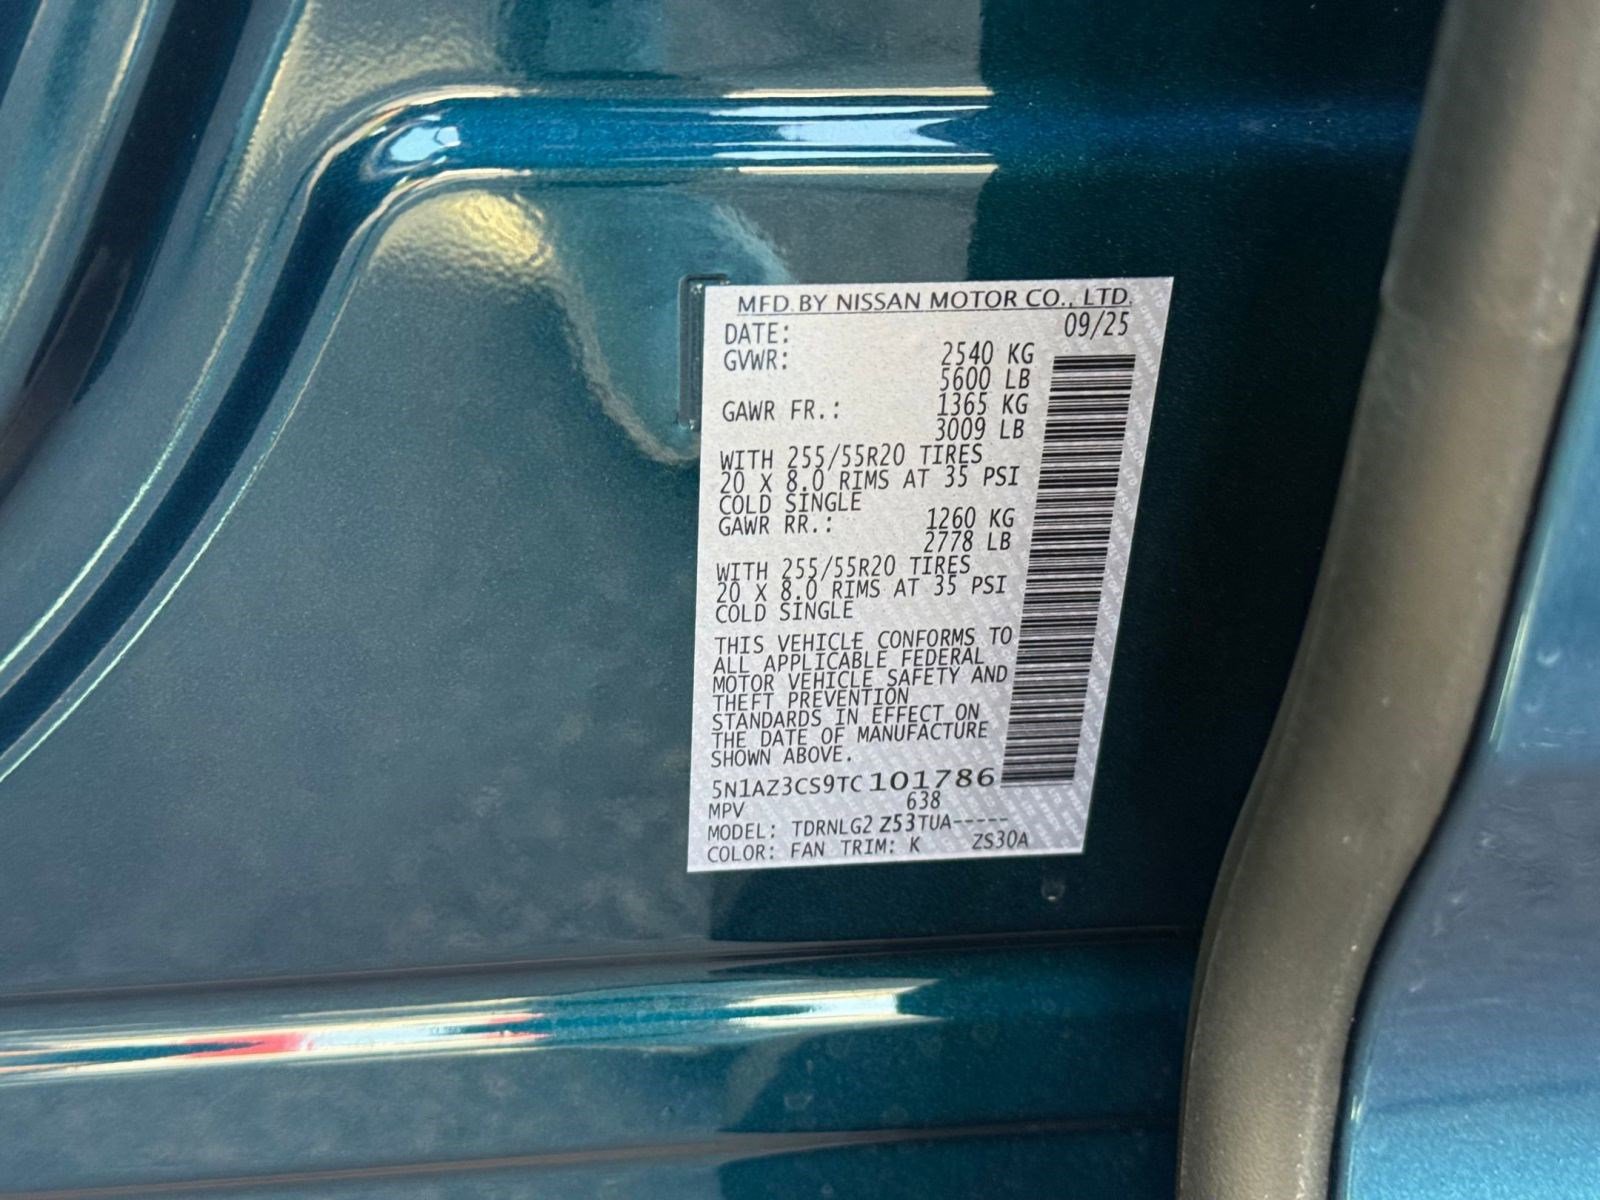 MFD. BY NISSAN MOTOR CO., LTD.
DATE: 09/25
GVWR: 2540 KG
5600 LB
GAWR FR.: 1365 KG
3009 LB
WITH 255/55R20 TIRES
20 X 8.0 RIMS AT 35 PSI
COLD SINGLE
GAWR RR.: 1260 KG
2778 LB
WITH 255/55R20 TIRES
20 X 8.0 RIMS AT 35 PSI
COLD SINGLE
THIS VEHICLE CONFORMS TO
ALL APPLICABLE FEDERAL
MOTOR VEHICLE SAFETY AND
THEFT PREVENTION
STANDARDS IN EFFECT ON
THE DATE OF MANUFACTURE
SHOWN ABOVE.
5N1AZ3CS9TC101786
MPV 638
MODEL: TDRNLG2 Z53TUA-----
COLOR: FAN TRIM: K ZS30A